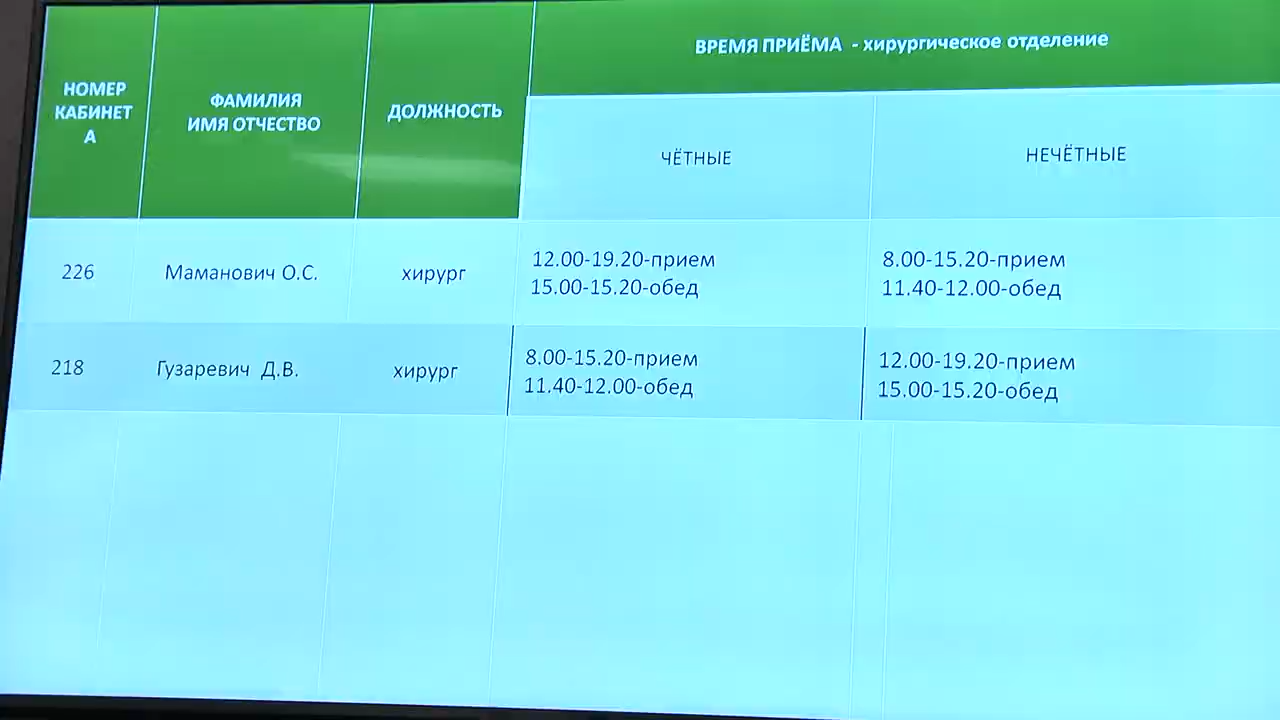 НОМЕР
КАБИНЕТ
А
ФАМИЛИЯ
ИМЯ ОТЧЕСТВО
ДОЛЖНОСТЬ
ВРЕМЯ ПРИЁМА - хирургическое отделение
ЧЁТНЫЕ
НЕЧЁТНЫЕ
226
Маманович О.С.
хирург
12.00-19.20-прием
15.00-15.20-обед
8.00-15.20-прием
11.40-12.00-обед
218
Гузаревич Д.В.
хирург
8.00-15.20-прием
11.40-12.00-обед
12.00-19.20-прием
15.00-15.20-обед